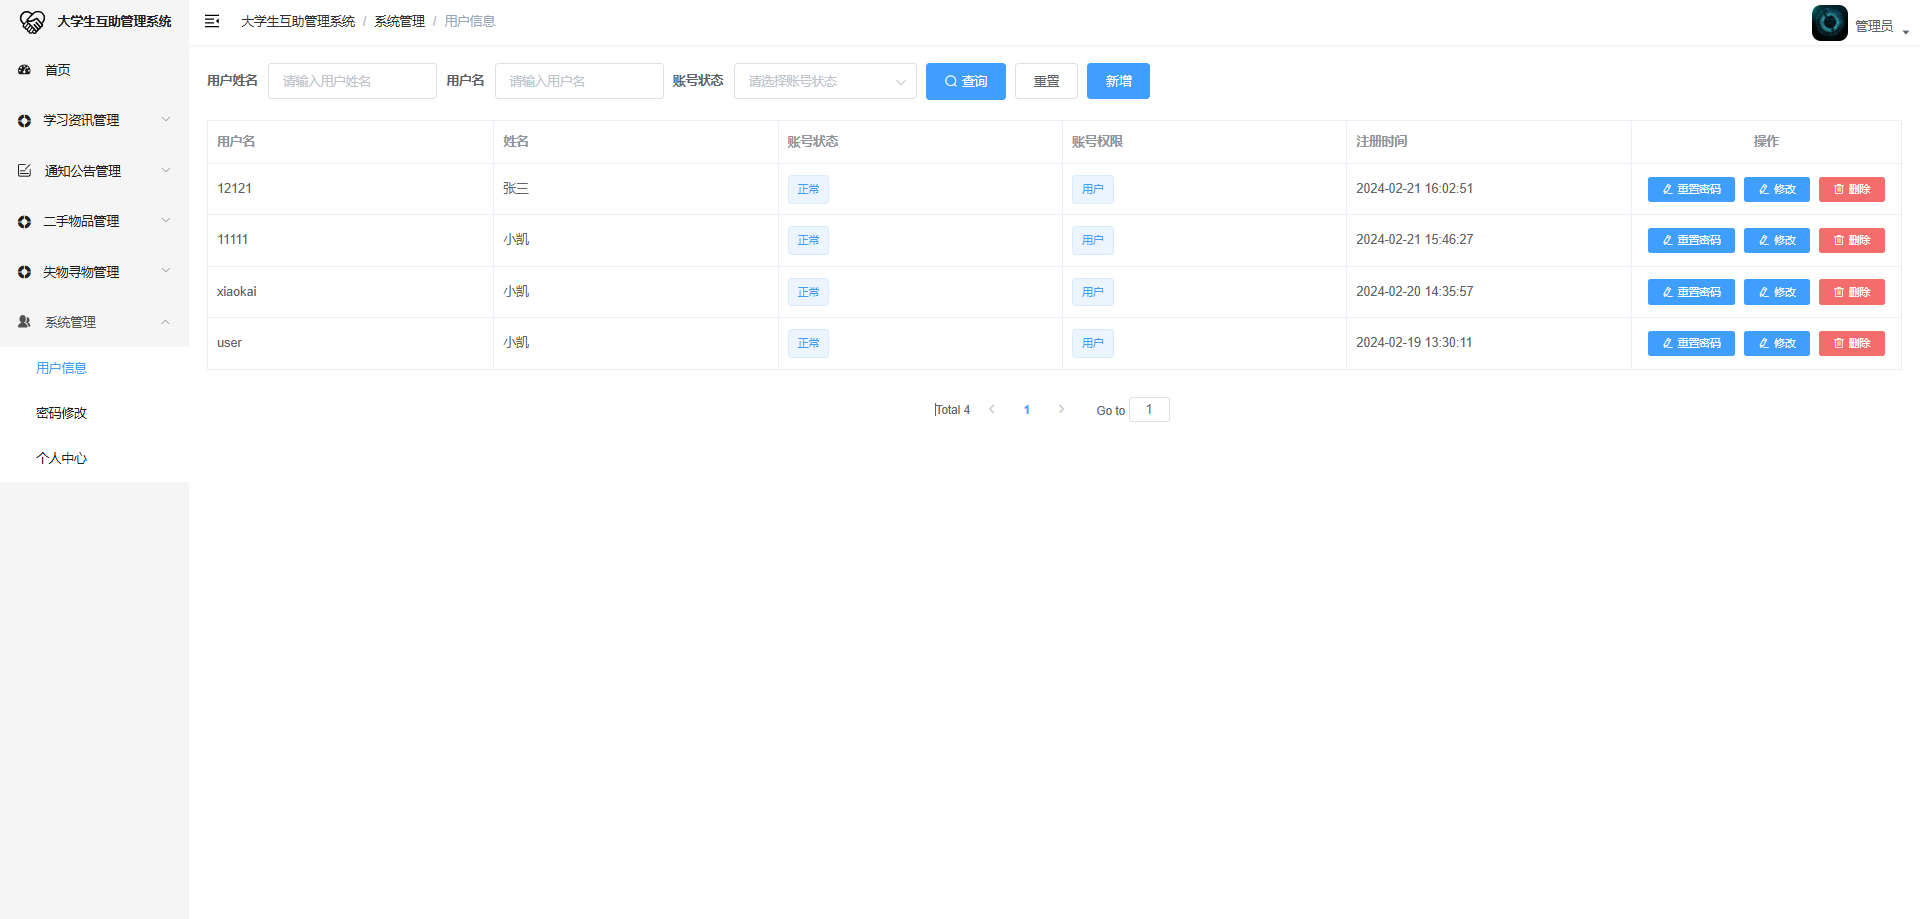 大学生互助管理系统
大学生互助管理系统 / 系统管理 / 用户信息
管理员
首页
学习资讯管理
通知公告管理
二手物品管理
失物寻物管理
系统管理
用户信息
密码修改
个人中心
用户姓名 请输入用户姓名 用户名 请输入用户名 账号状态 请选择账号状态 查询 重置 新增
用户名 姓名 账号状态 账号权限 注册时间 操作
12121 张三 正常 用户 2024-02-21 16:02:51 重置密码 修改 删除
11111 小凯 正常 用户 2024-02-21 15:46:27 重置密码 修改 删除
xiaokai 小凯 正常 用户 2024-02-20 14:35:57 重置密码 修改 删除
user 小凯 正常 用户 2024-02-19 13:30:11 重置密码 修改 删除
Total 4 1 Go to 1